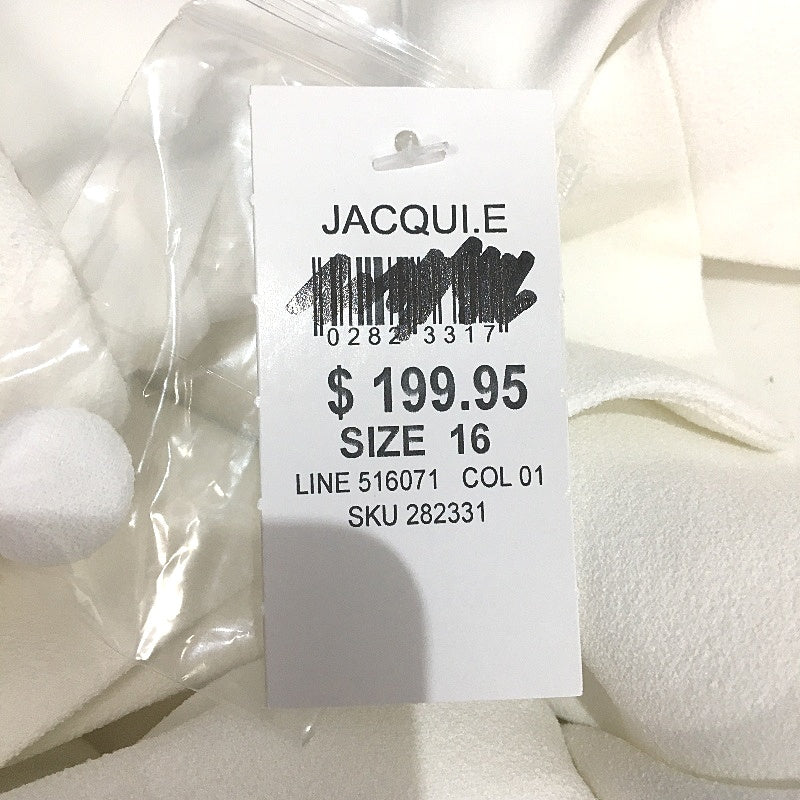 JACQUI.E
0282 3317
$ 199.95
SIZE 16
LINE 516071 COL 01
SKU 282331